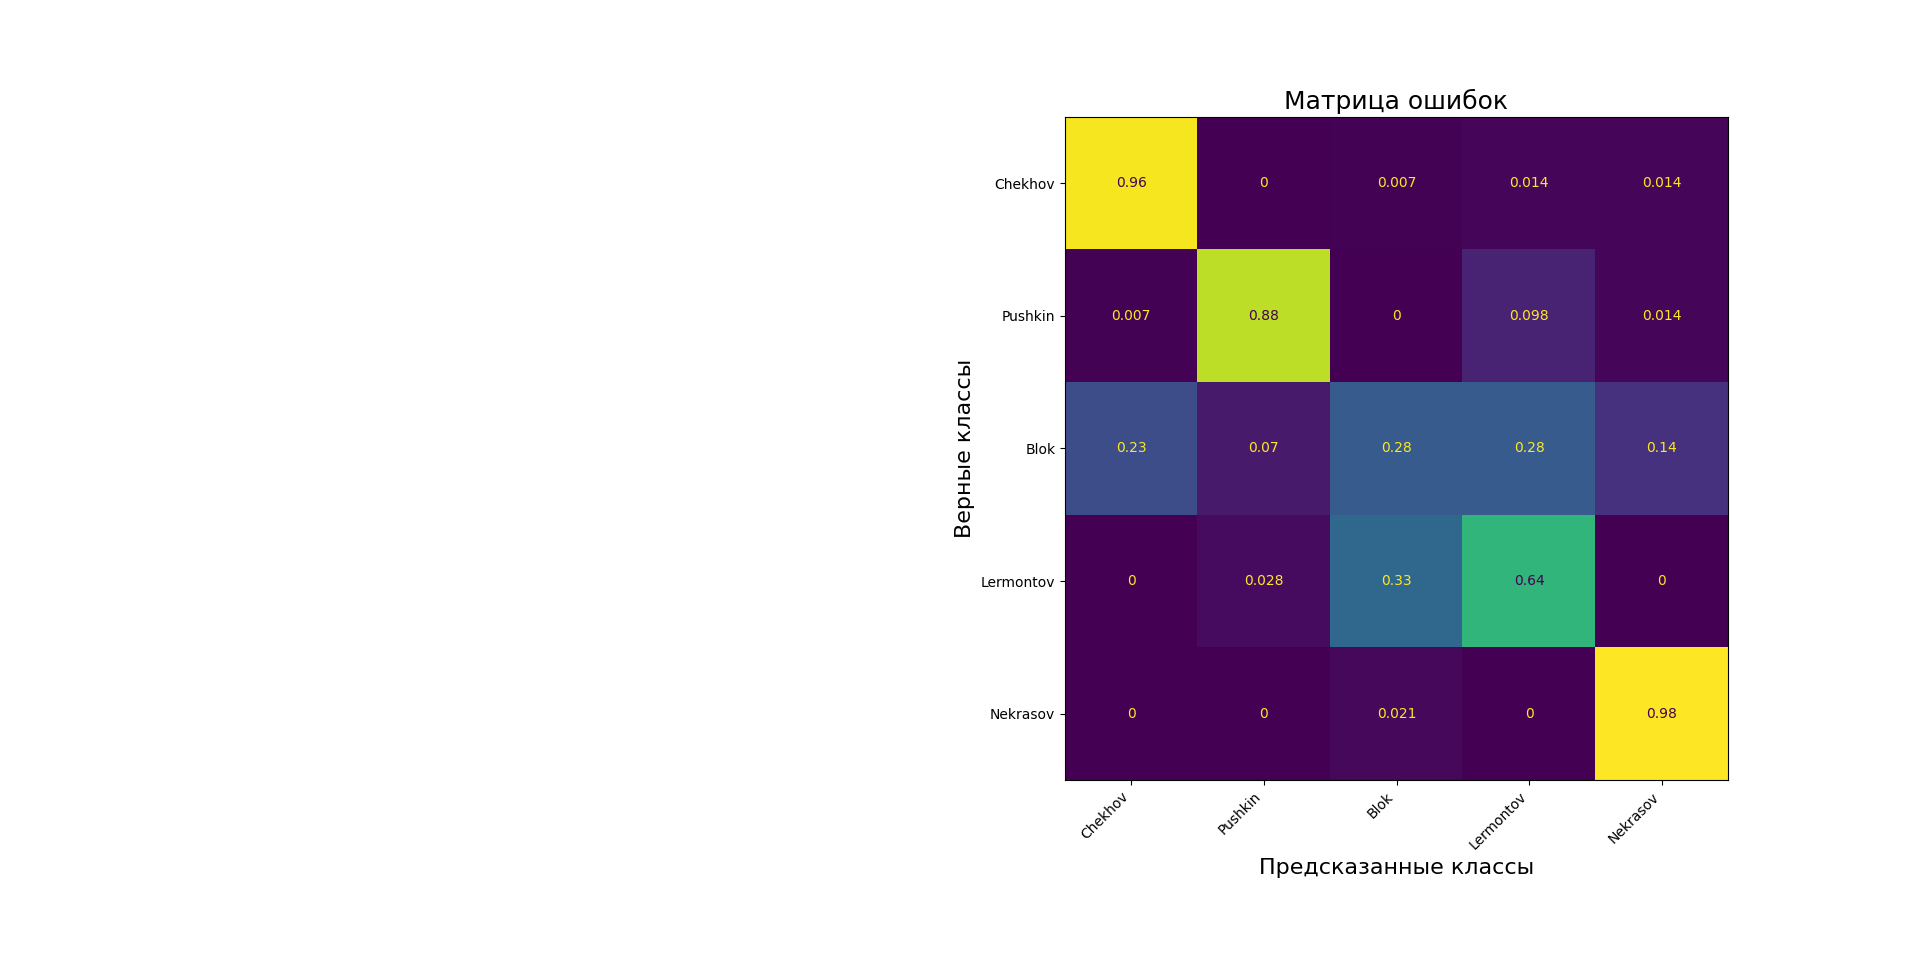 Матрица ошибок
Верные классы
Chekhov 0.96 0 0.007 0.014 0.014
Pushkin 0.007 0.88 0 0.098 0.014
Blok 0.23 0.07 0.28 0.28 0.14
Lermontov 0 0.028 0.33 0.64 0
Nekrasov 0 0 0.021 0 0.98
Chekhov Pushkin Blok Lermontov Nekrasov
Предсказанные классы